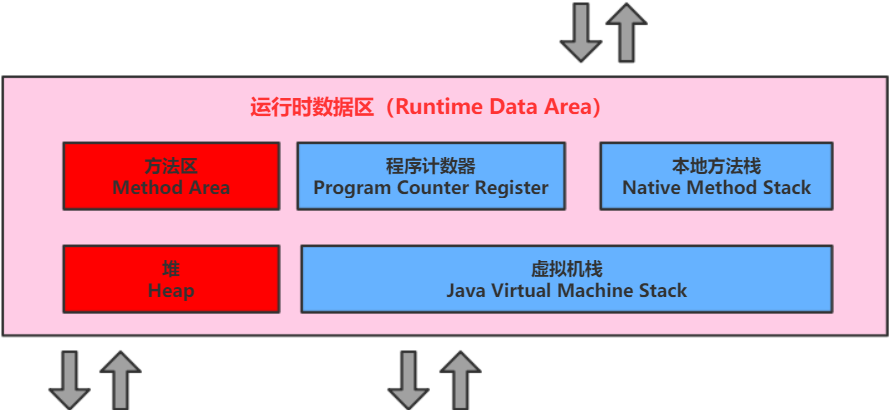 运行时数据区（Runtime Data Area）
方法区
Method Area
程序计数器
Program Counter Register
本地方法栈
Native Method Stack
堆
Heap
虚拟机栈
Java Virtual Machine Stack